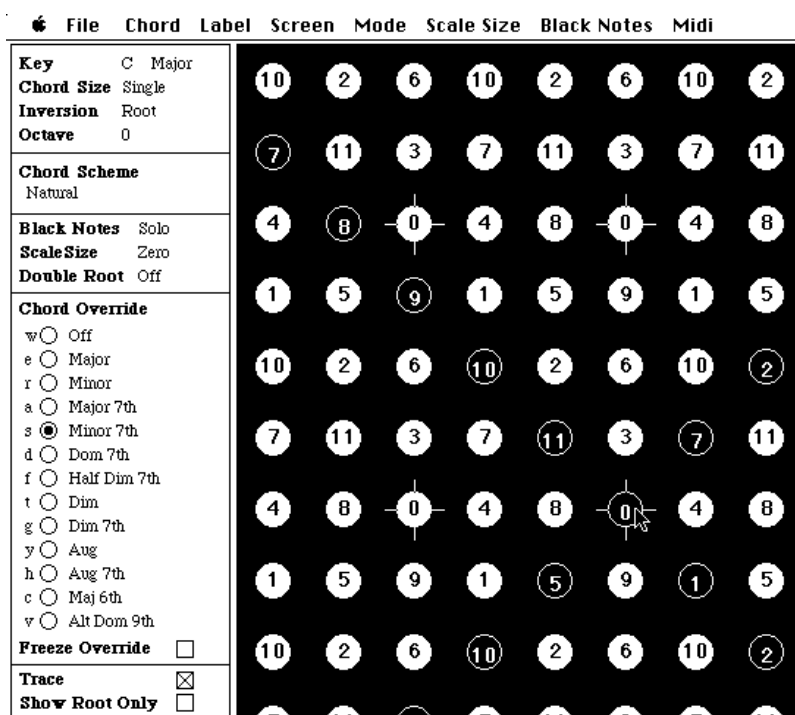 File Chord Label Screen Mode Scale Size Black Notes Midi
Key C Major
Chord Size Single
Inversion Root
Octave 0
Chord Scheme
Natural
Black Notes Solo
ScaleSize Zero
Double Root Off
Chord Override
w Off
e Major
r Minor
a Major 7th
s Minor 7th
d Dom 7th
f Half Dim 7th
t Dim
g Dim 7th
y Aug
h Aug 7th
c Maj 6th
v Alt Dom 9th
Freeze Override
Trace
Show Root Only
10 2 6 10 2 6 10 2
7 11 3 7 11 3 7 11
4 8 0 4 8 0 4 8
1 5 9 1 5 9 1 5
10 2 6 10 2 6 10 2
7 11 3 7 11 3 7 11
4 8 0 4 8 0 4 8
1 5 9 1 5 9 1 5
10 2 6 10 2 6 10 2